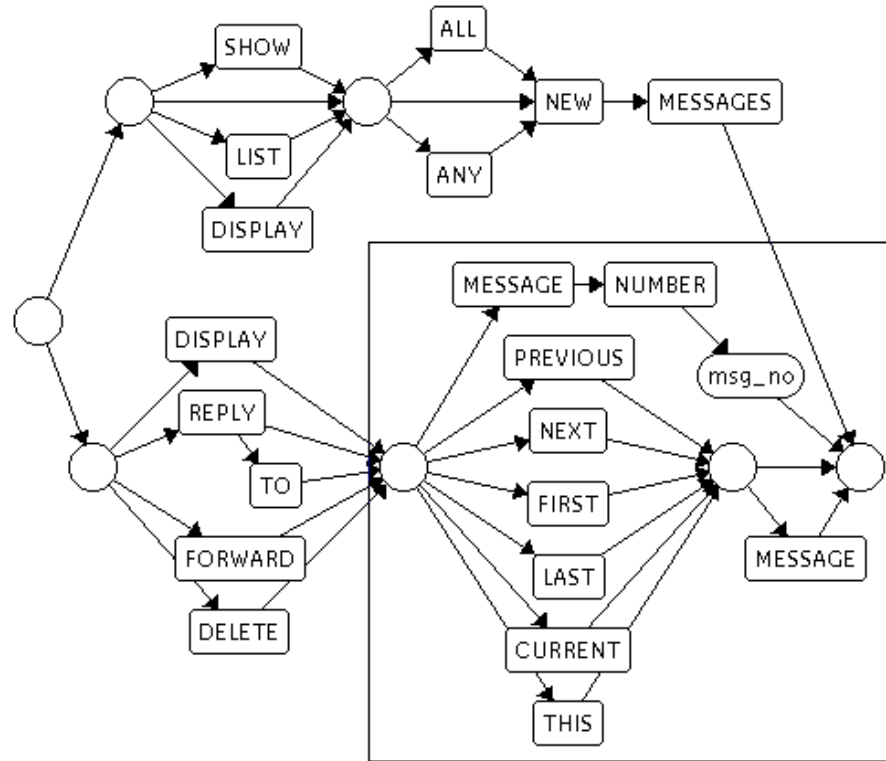 ALL
SHOW
NEW
MESSAGES
LIST
ANY
DISPLAY
MESSAGE
NUMBER
DISPLAY
PREVIOUS
msg_no
REPLY
NEXT
TO
FIRST
FORWARD
LAST
MESSAGE
DELETE
CURRENT
THIS